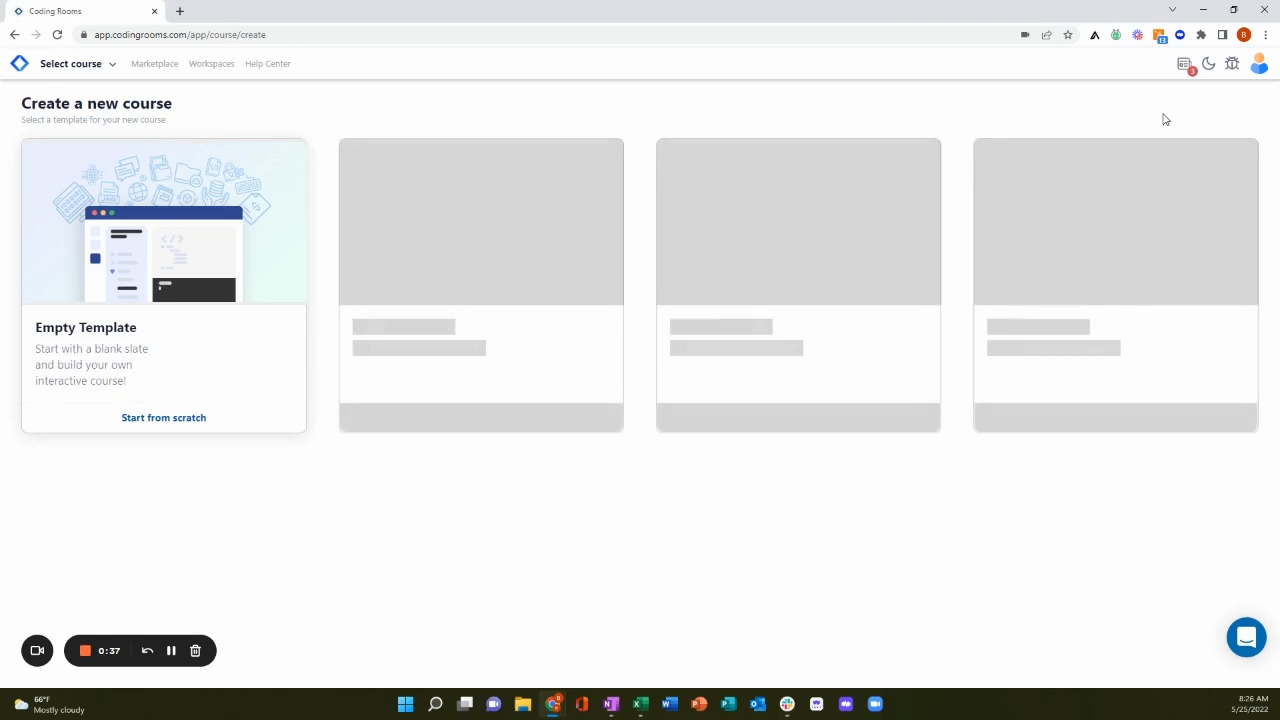 Coding Rooms
app.codingrooms.com/app/course/create
13
B
Select course
Marketplace
Workspaces
Help Center
3
Create a new course
Select a template for your new course
Empty Template
Start with a blank slate
and build your own
interactive course!
Start from scratch
0:37
66°F
Mostly cloudy
8:26 AM
5/25/2022